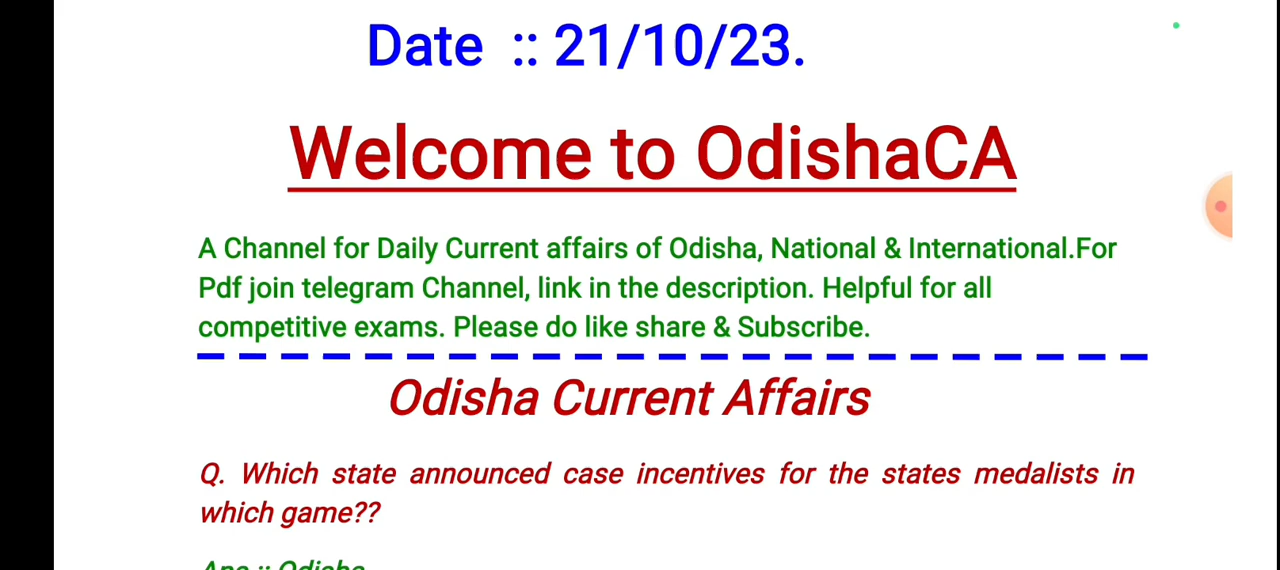 Date :: 21/10/23.
Welcome to OdishaCA
A Channel for Daily Current affairs of Odisha, National & International.For
Pdf join telegram Channel, link in the description. Helpful for all
competitive exams. Please do like share & Subscribe.
Odisha Current Affairs
Q. Which state announced case incentives for the states medalists in
which game??
Ans :: Odisha